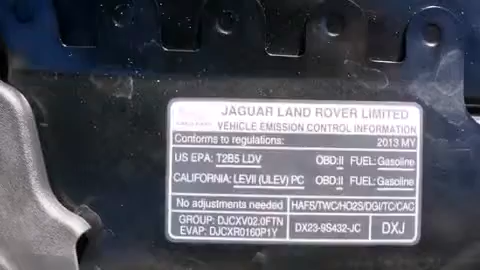 JAGUAR LAND ROVER LIMITED
VEHICLE EMISSION CONTROL INFORMATION
Conforms to regulations: 2013 MY
US EPA: T2B5 LDV OBD:II FUEL: Gasoline
CALIFORNIA: LEVII (ULEV) PC OBD:II FUEL: Gasoline
No adjustments needed HAFS/TWC/HO2S/DGI/TC/CAC
GROUP: DJCXV02.0FTN
EVAP: DJCXR0160P1Y DX23-9S432-JC DXJ